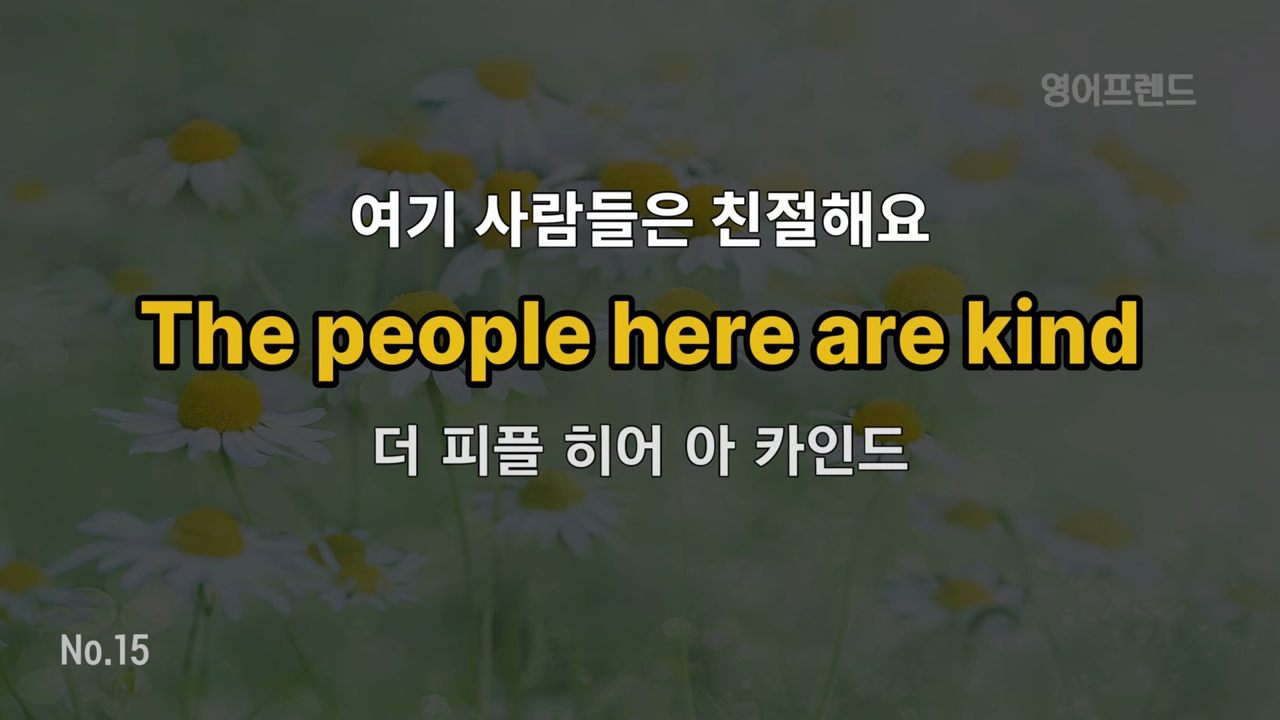 영어프렌드
여기 사람들은 친절해요
The people here are kind
더 피플 히어 아 카인드
No.15